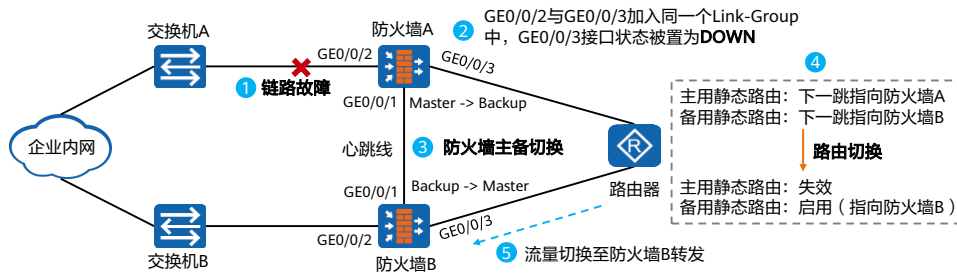 交换机A
防火墙A
2
GE0/0/2与GE0/0/3加入同一个Link-Group
中，GE0/0/3接口状态被置为DOWN
GE0/0/2
GE0/0/3
1 链路故障
4
GE0/0/1
Master -> Backup
主用静态路由：下一跳指向防火墙A
备用静态路由：下一跳指向防火墙B
企业内网
心跳线
3 防火墙主备切换
R
路由切换
GE0/0/1
Backup -> Master
路由器
主用静态路由：失效
备用静态路由：启用（指向防火墙B）
GE0/0/2
GE0/0/3
交换机B
防火墙B
5 流量切换至防火墙B转发